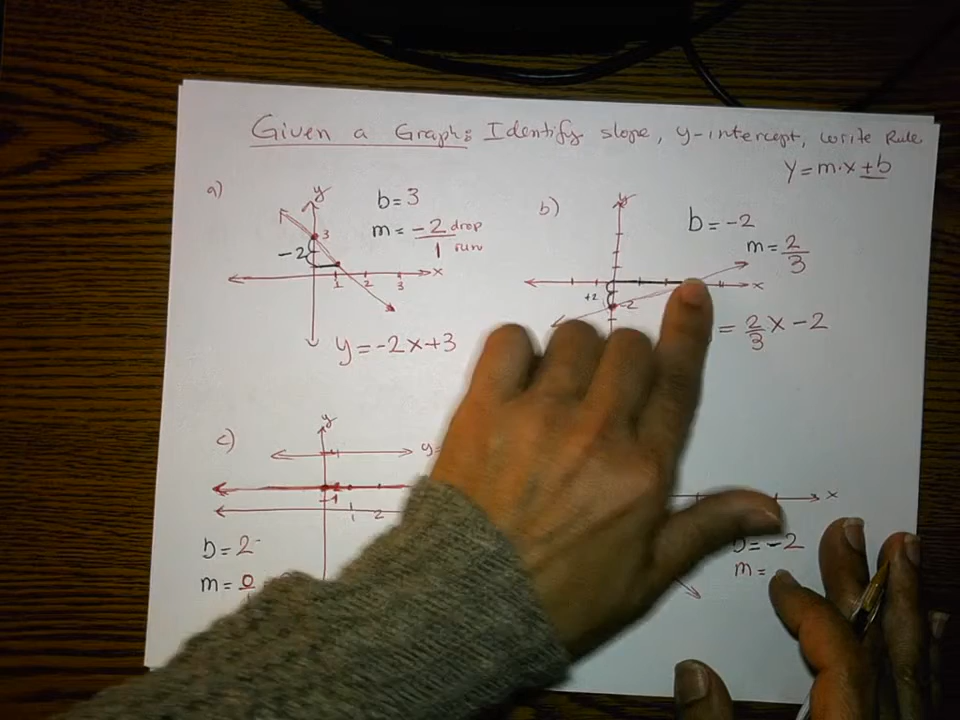 Given a Graph: Identify slope, y-intercept, write Rule
y = m·x + b
a)
y
b = 3
m = -2/1 drop run
3
-2
x
1 2 3
y = -2x+3
b)
y
b = -2
m = 2/3
x
+2
-2
= 2/3 x - 2
c)
y
y=
1 2
b = 2
m = 0
x
b = -2
m =